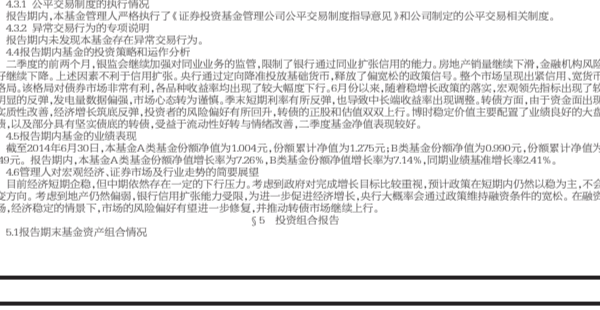 4.3.1 公平交易制度的执行情况
报告期内,本基金管理人严格执行了《证券投资基金管理公司公平交易制度指导意见》和公司制定的公平交易相关制度。
4.3.2 异常交易行为的专项说明
报告期内未发现本基金存在异常交易行为。
4.4报告期内基金的投资策略和运作分析
二季度的前两个月,银监会继续加强对同业业务的监管,限制了银行通过同业扩张信用的能力。房地产销量继续下滑,金融机构风险
好继续下降。上述因素不利于信用扩张。央行通过定向降准投放基础货币,释放了偏宽松的政策信号。整个市场呈现出紧信用、宽货币
格局。该格局对债券市场非常有利,各品种收益率均出现了较大幅度下行。6月份以来,随着稳增长政策的落实,宏观领先指标出现了较
明显的反弹,发电量数据偏强,市场心态转为谨慎。季末短期利率有所反弹,也导致中长端收益率出现调整。转债方面,由于资金面出现
实质性改善,经济增长筑底反弹,投资者的风险偏好有所回升,转债的正股和估值双双上行。博时稳定价值主要配置了业绩良好的大盘
债,以及部分具有坚实债底的转债,受益于流动性好转与情绪改善,二季度基金净值表现较好。
4.5报告期内基金的业绩表现
截至2014年6月30日,本基金A类基金份额净值为1.004元,份额累计净值为1.275元;B类基金份额净值为0.990元,份额累计净值为
49元。报告期内,本基金A类基金份额净值增长率为7.26%,B类基金份额净值增长率为7.14%,同期业绩基准增长率2.41%。
4.6管理人对宏观经济、证券市场及行业走势的简要展望
目前经济短期企稳,但中期依然存在一定的下行压力。考虑到政府对完成增长目标比较重视,预计政策在短期内仍然以稳为主,不会
变方向。考虑到地产仍然偏弱,银行信用扩张能力受限,为进一步促进经济增长,央行大概率会通过政策维持融资条件的宽松。在融资
场,经济稳定的情景下,市场的风险偏好有望进一步修复,并推动转债市场继续上行。
§5 投资组合报告
5.1报告期末基金资产组合情况